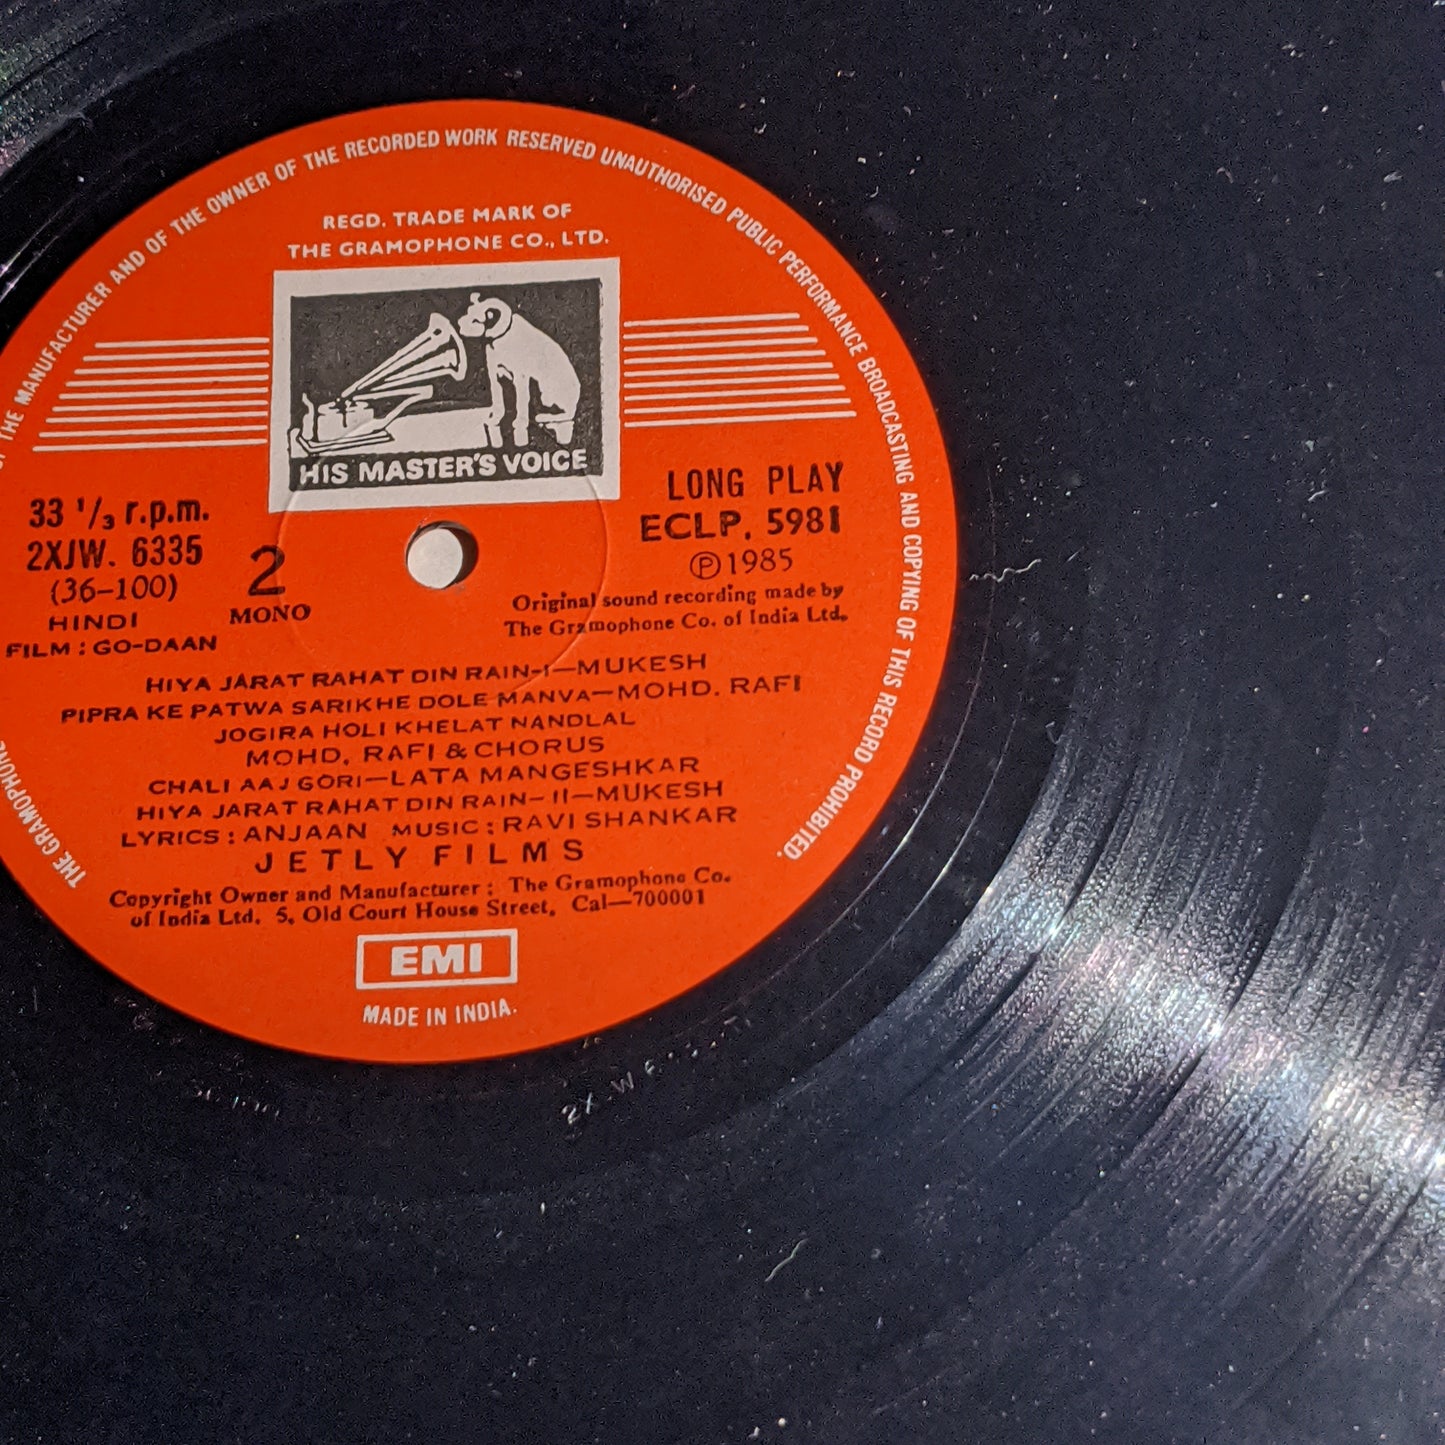 THE MANUFACTURER AND OF THE OWNER OF THE RECORDED WORK RESERVED UNAUTHORISED PUBLIC PERFORMANCE BROADCASTING AND COPYING OF THIS RECORD PROHIBITED.
REGD. TRADE MARK OF
THE GRAMOPHONE CO., LTD.
HIS MASTER'S VOICE
33 1/3 r.p.m.
2XJW. 6335
(36-100)
HINDI
FILM : GO-DAAN
2
MONO
LONG PLAY
ECLP. 5981
Ⓟ 1985
Original sound recording made by
The Gramophone Co. of India Ltd.
HIYA JARAT RAHAT DIN RAIN-I—MUKESH
PIPRA KE PATWA SARIKHE DOLE MANVA—MOHD. RAFI
JOGIRA HOLI KHELAT NANDLAL
MOHD. RAFI & CHORUS
CHALI AAJ GORI—LATA MANGESHKAR
HIYA JARAT RAHAT DIN RAIN-II—MUKESH
LYRICS : ANJAAN MUSIC : RAVI SHANKAR
JETLY FILMS
Copyright Owner and Manufacturer : The Gramophone Co.
of India Ltd. 5, Old Court House Street, Cal—700001
EMI
MADE IN INDIA.
THE GRAMOPHONE